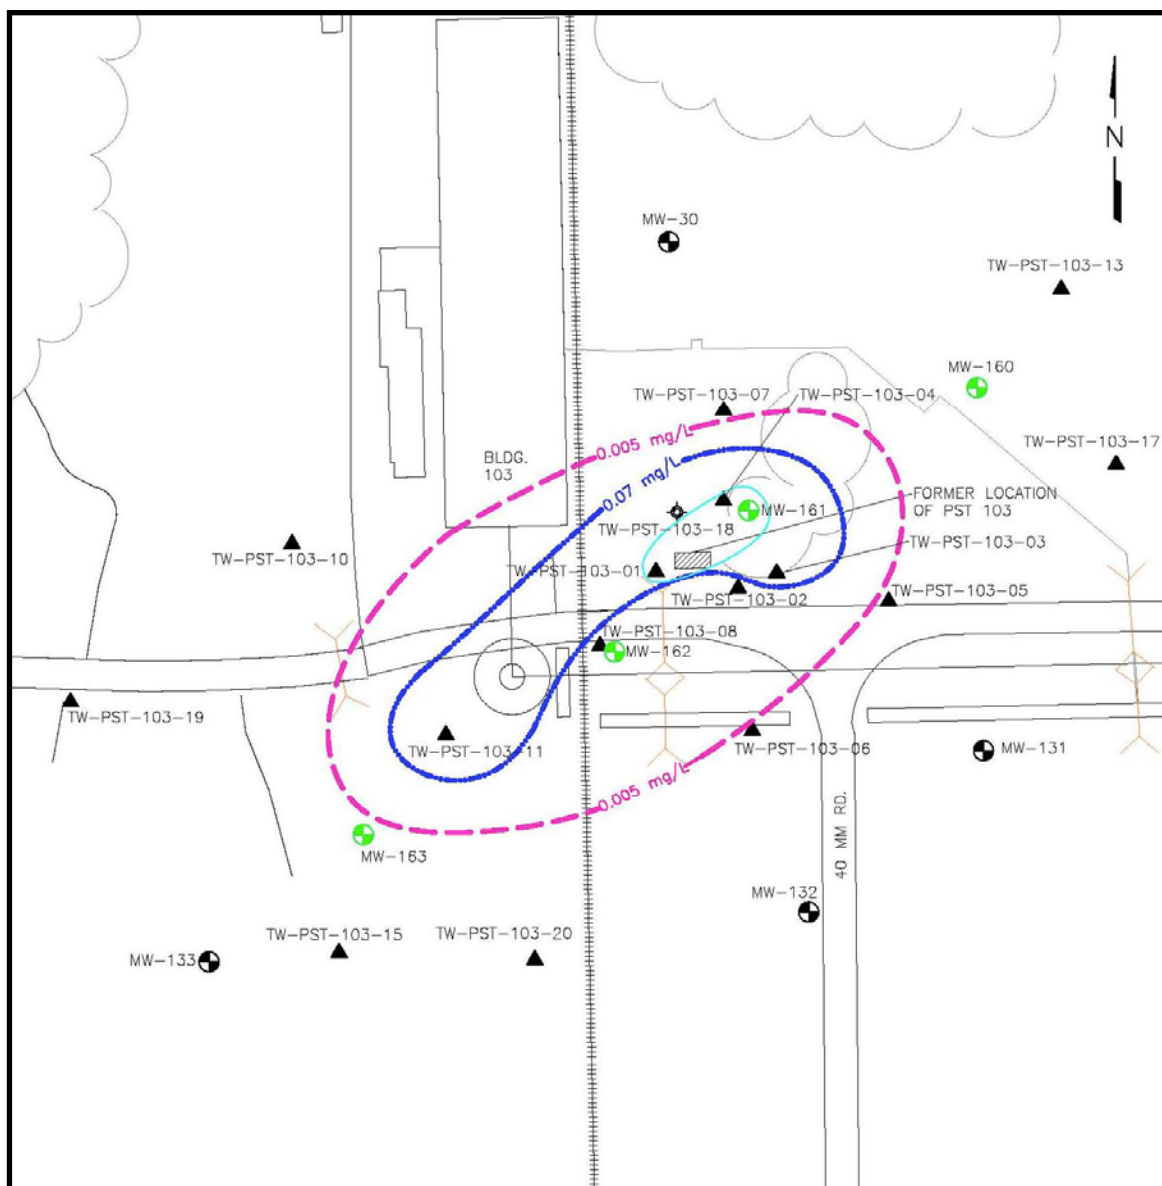 N
MW-30
TW-PST-103-13
MW-160
TW-PST-103-07
TW-PST-103-04
0.005 mg/L
TW-PST-103-17
BLDG.
103
0.07 mg/L
FORMER LOCATION
OF PST 103
MW-161
TW-PST-103-18
TW-PST-103-10
TW-PST-103-03
TW-PST-103-01
TW-PST-103-02
TW-PST-103-05
TW-PST-103-08
MW-162
TW-PST-103-19
TW-PST-103-11
TW-PST-103-06
MW-131
0.005 mg/L
40 MM RD.
MW-163
MW-132
TW-PST-103-15
TW-PST-103-20
MW-133